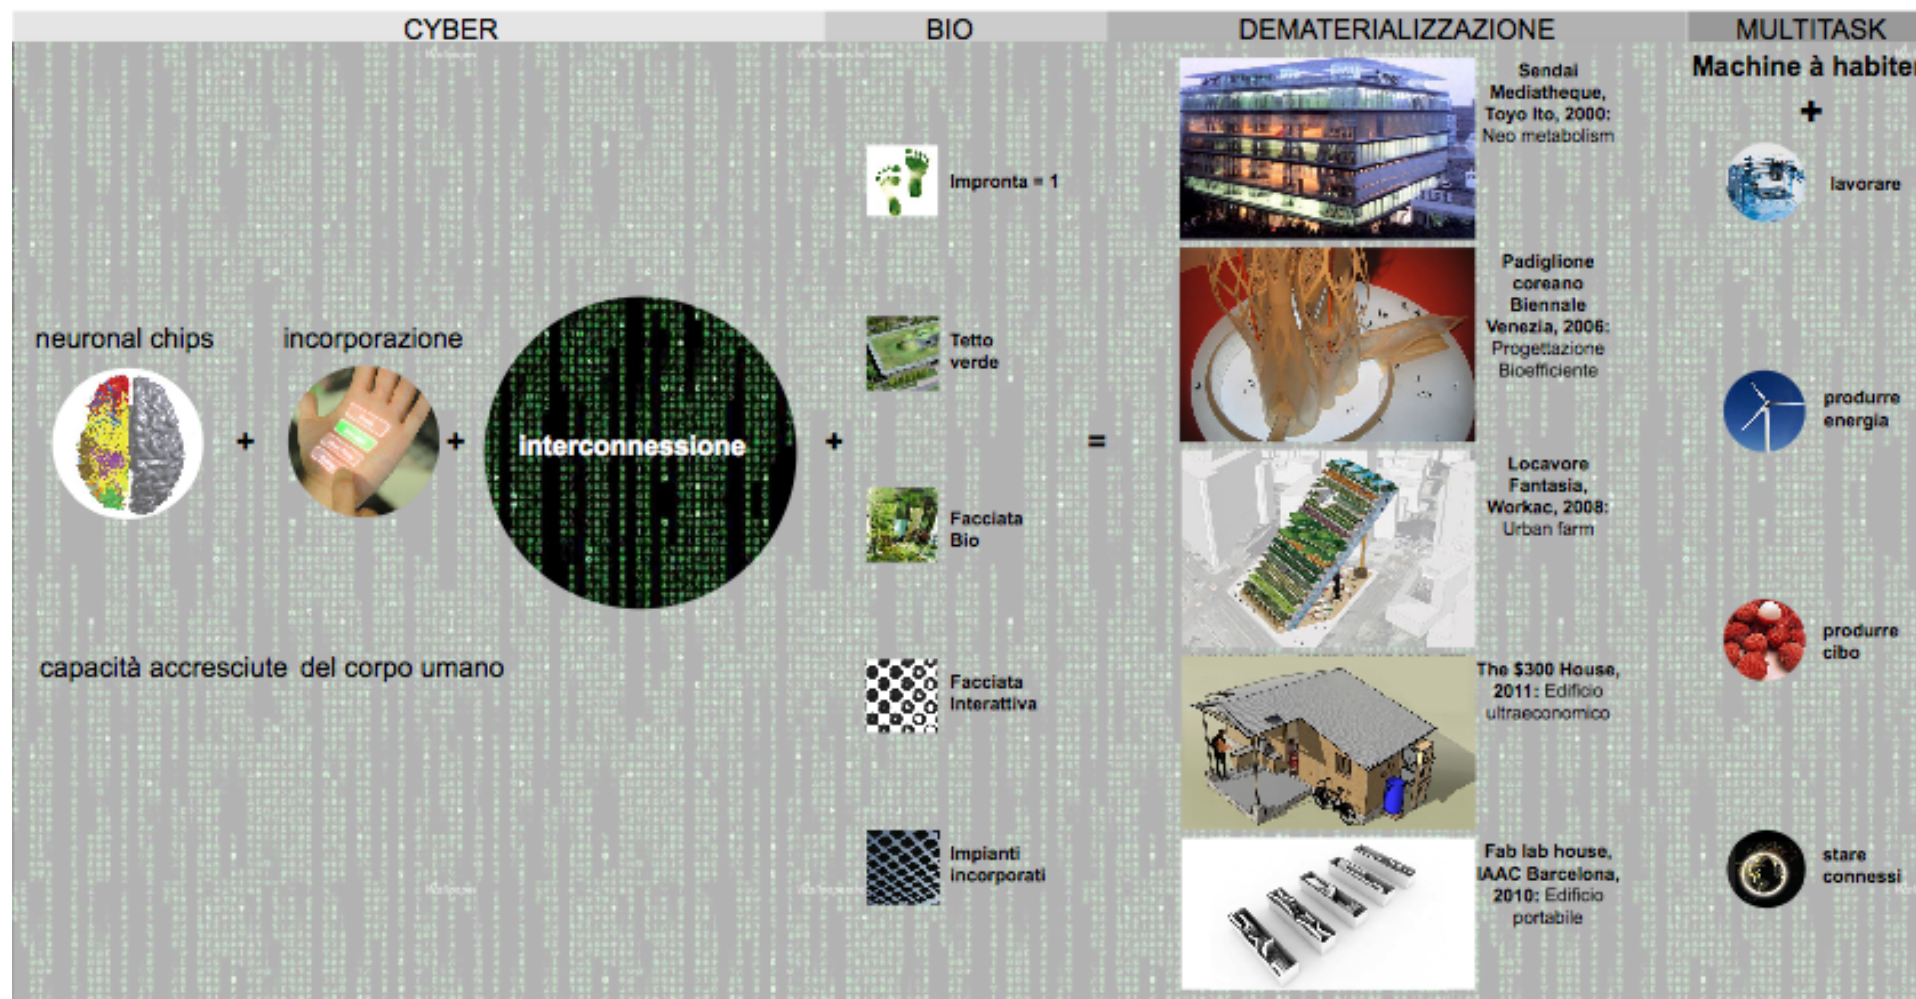 CYBER
BIO
DEMATERIALIZZAZIONE
MULTITASK
neuronal chips
+
incorporazione
+
interconnessione
capacità accresciute del corpo umano
+
Impronta = 1
Tetto
verde
Facciata
Bio
Facciata
Interattiva
Impianti
incorporati
=
Sendai
Mediatheque,
Toyo Ito, 2000:
Neo metabolism
Padiglione
coreano
Biennale
Venezia, 2006:
Progettazione
Bioefficiente
Locavore
Fantasia,
Workac, 2008:
Urban farm
The $300 House,
2011: Edificio
ultraeconomico
Fab lab house,
IAAC Barcelona,
2010: Edificio
portabile
Machine à habiter
+
lavorare
produrre
energia
produrre
cibo
stare
connessi